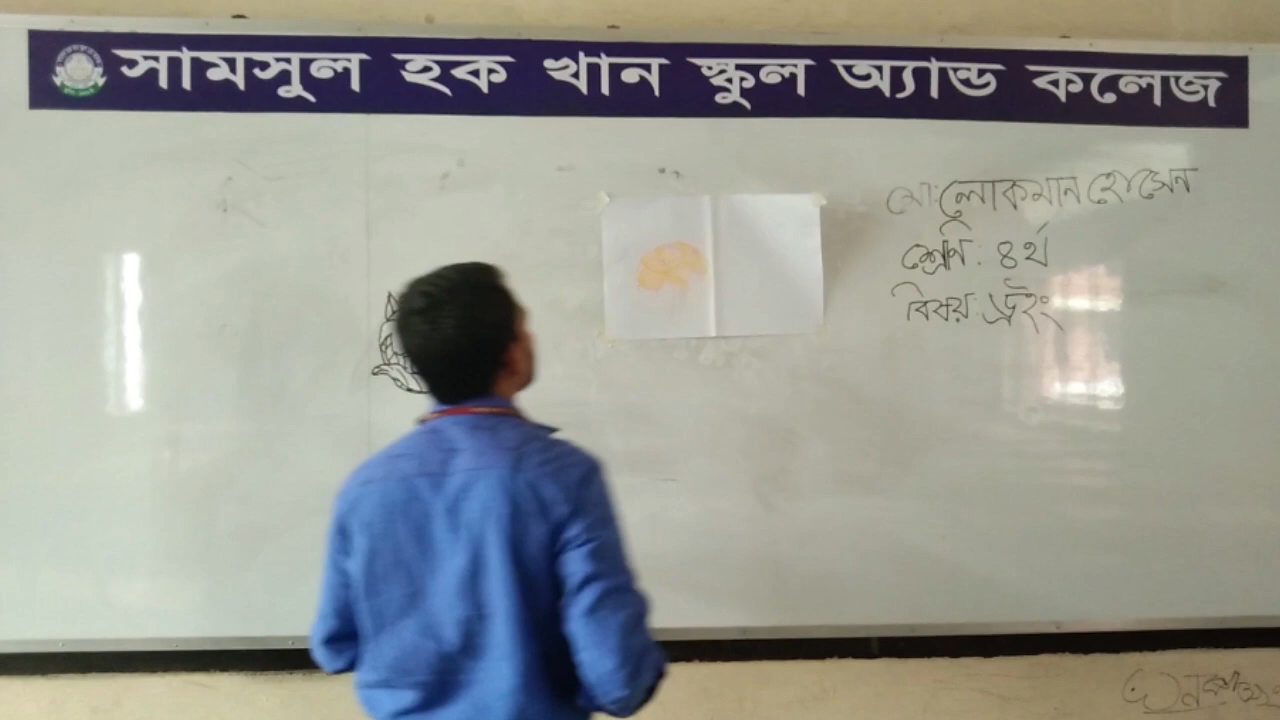 সামসুল হক খান স্কুল অ্যান্ড কলেজ
মো: লোকমান হোসেন
শ্রেণি: ৪র্থ
বিষয়: ড্রইং